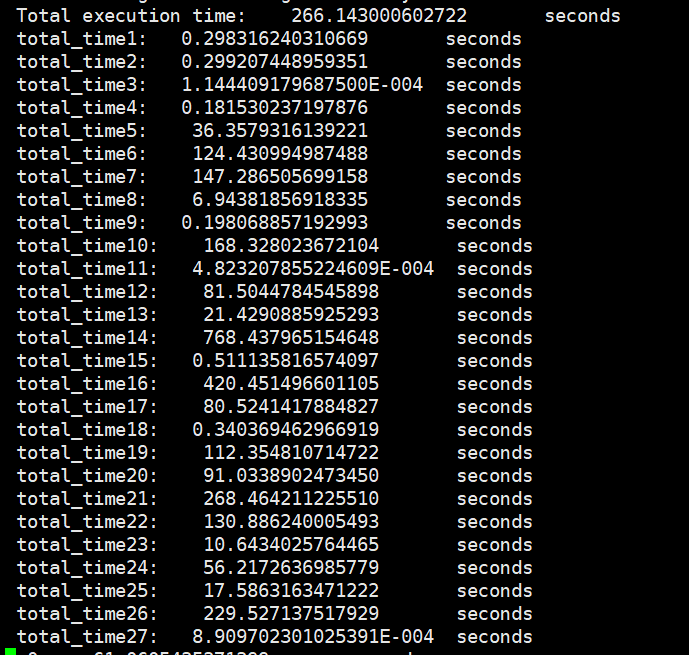 Total execution time: 266.143000602722 seconds
total_time1: 0.298316240310669 seconds
total_time2: 0.299207448959351 seconds
total_time3: 1.144409179687500E-004 seconds
total_time4: 0.181530237197876 seconds
total_time5: 36.3579316139221 seconds
total_time6: 124.430994987488 seconds
total_time7: 147.286505699158 seconds
total_time8: 6.94381856918335 seconds
total_time9: 0.198068857192993 seconds
total_time10: 168.328023672104 seconds
total_time11: 4.823207855224609E-004 seconds
total_time12: 81.5044784545898 seconds
total_time13: 21.4290885925293 seconds
total_time14: 768.437965154648 seconds
total_time15: 0.511135816574097 seconds
total_time16: 420.451496601105 seconds
total_time17: 80.5241417884827 seconds
total_time18: 0.340369462966919 seconds
total_time19: 112.354810714722 seconds
total_time20: 91.0338902473450 seconds
total_time21: 268.464211225510 seconds
total_time22: 130.886240005493 seconds
total_time23: 10.6434025764465 seconds
total_time24: 56.2172636985779 seconds
total_time25: 17.5863163471222 seconds
total_time26: 229.527137517929 seconds
total_time27: 8.909702301025391E-004 seconds